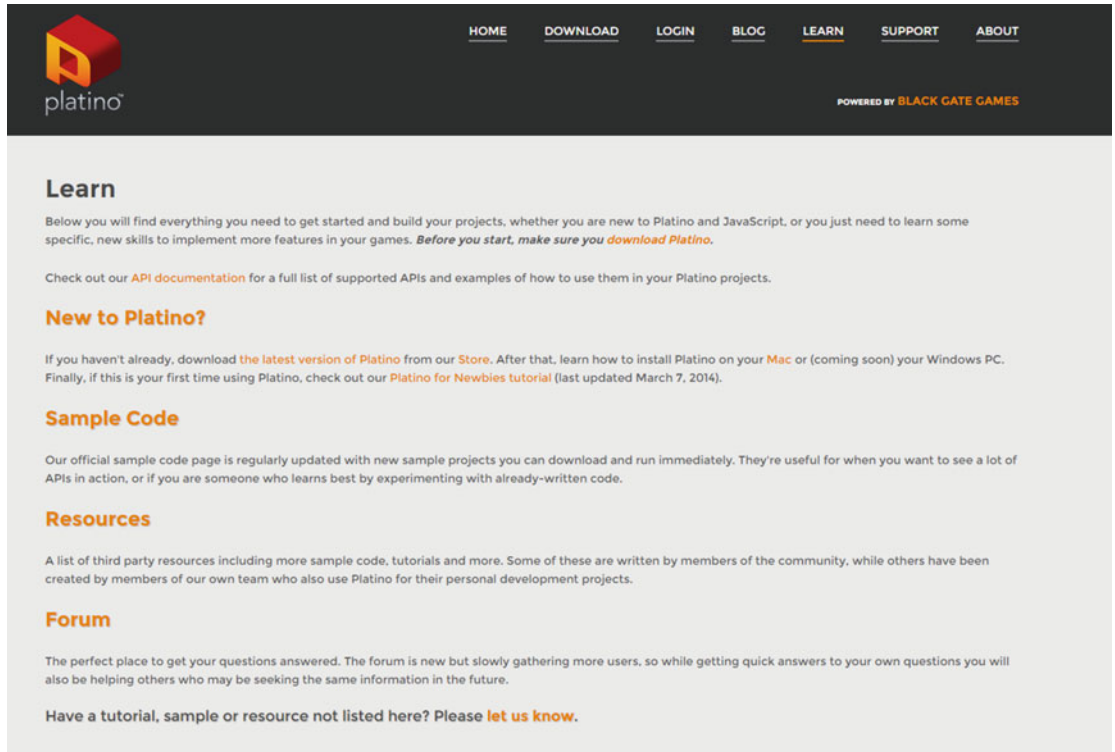 HOME DOWNLOAD LOGIN BLOG LEARN SUPPORT ABOUT
platino™
POWERED BY BLACK GATE GAMES
Learn
Below you will find everything you need to get started and build your projects, whether you are new to Platino and JavaScript, or you just need to learn some
specific, new skills to implement more features in your games. Before you start, make sure you download Platino.
Check out our API documentation for a full list of supported APIs and examples of how to use them in your Platino projects.
New to Platino?
If you haven't already, download the latest version of Platino from our Store. After that, learn how to install Platino on your Mac or (coming soon) your Windows PC.
Finally, if this is your first time using Platino, check out our Platino for Newbies tutorial (last updated March 7, 2014).
Sample Code
Our official sample code page is regularly updated with new sample projects you can download and run immediately. They're useful for when you want to see a lot of
APIs in action, or if you are someone who learns best by experimenting with already-written code.
Resources
A list of third party resources including more sample code, tutorials and more. Some of these are written by members of the community, while others have been
created by members of our own team who also use Platino for their personal development projects.
Forum
The perfect place to get your questions answered. The forum is new but slowly gathering more users, so while getting quick answers to your own questions you will
also be helping others who may be seeking the same information in the future.
Have a tutorial, sample or resource not listed here? Please let us know.